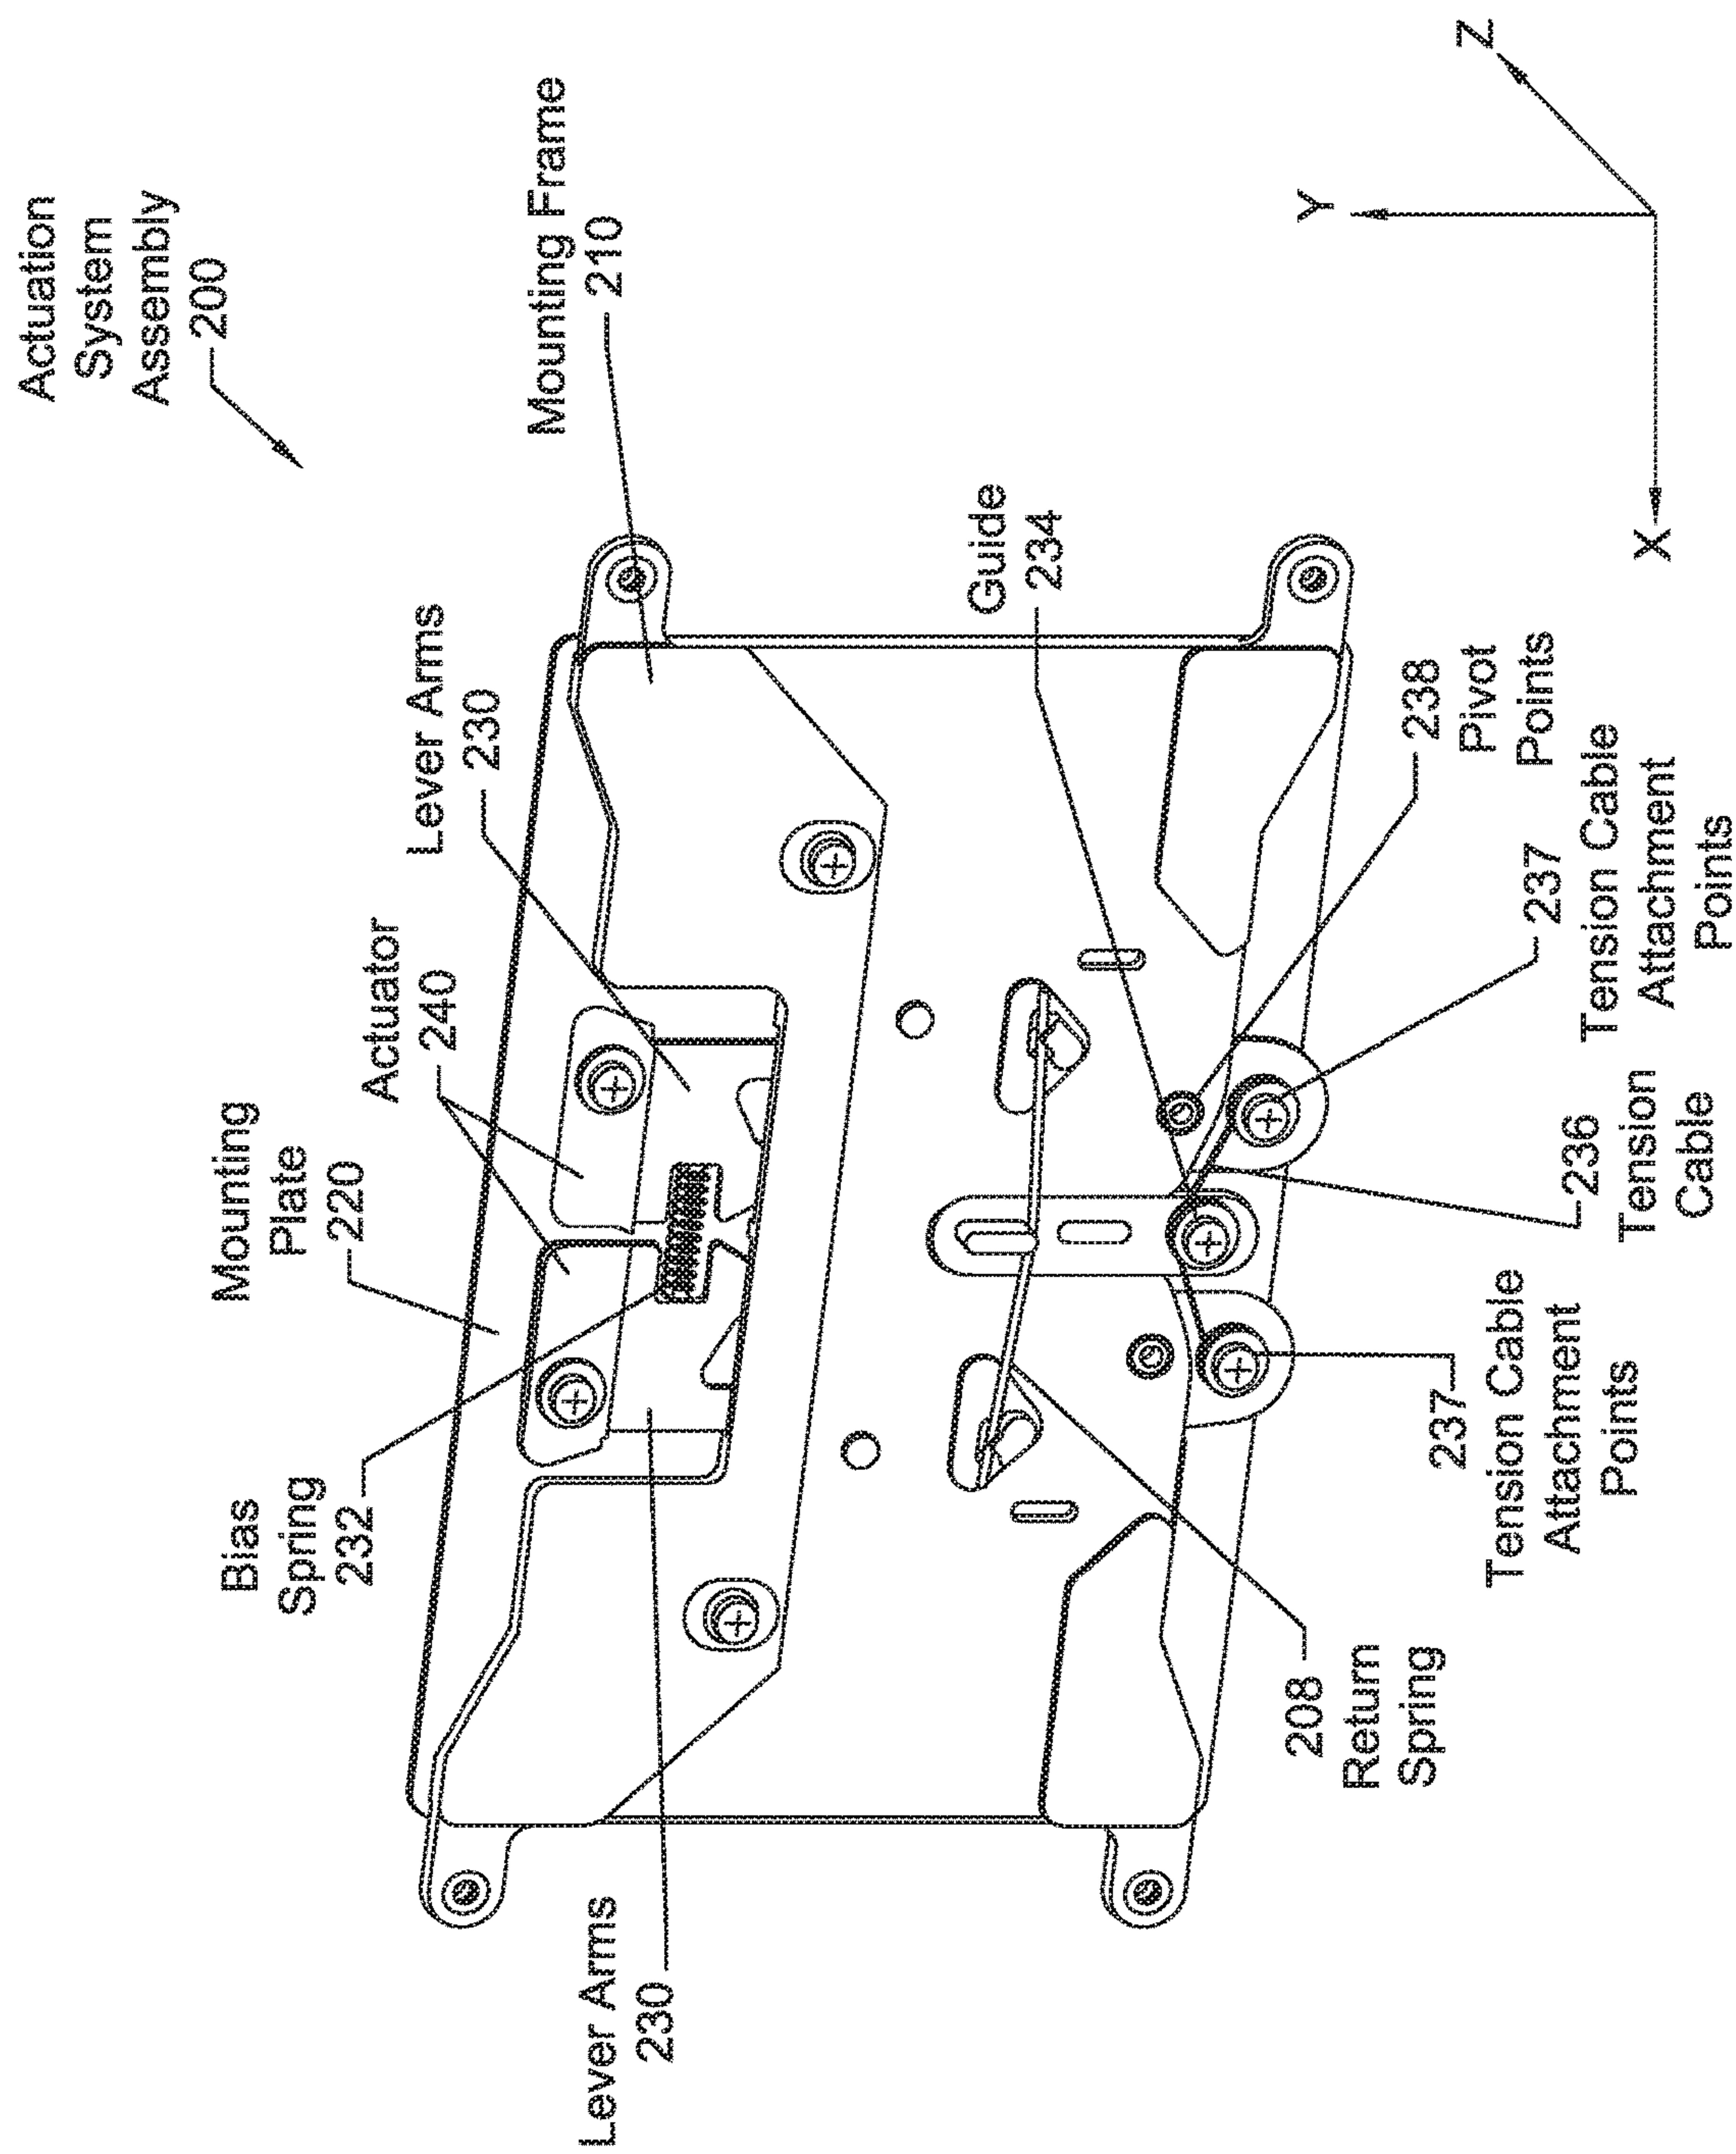 Actuation
System
Assembly
200
Mounting Frame
210
Lever Arms
230
Actuator
240
Mounting
Plate
220
Bias
Spring
232
Lever Arms
230
Guide
234
238
Pivot
Points
237
Tension Cable
Attachment
Points
236
Tension
Cable
237
Tension Cable
Attachment
Points
208
Return
Spring
X
Y
Z